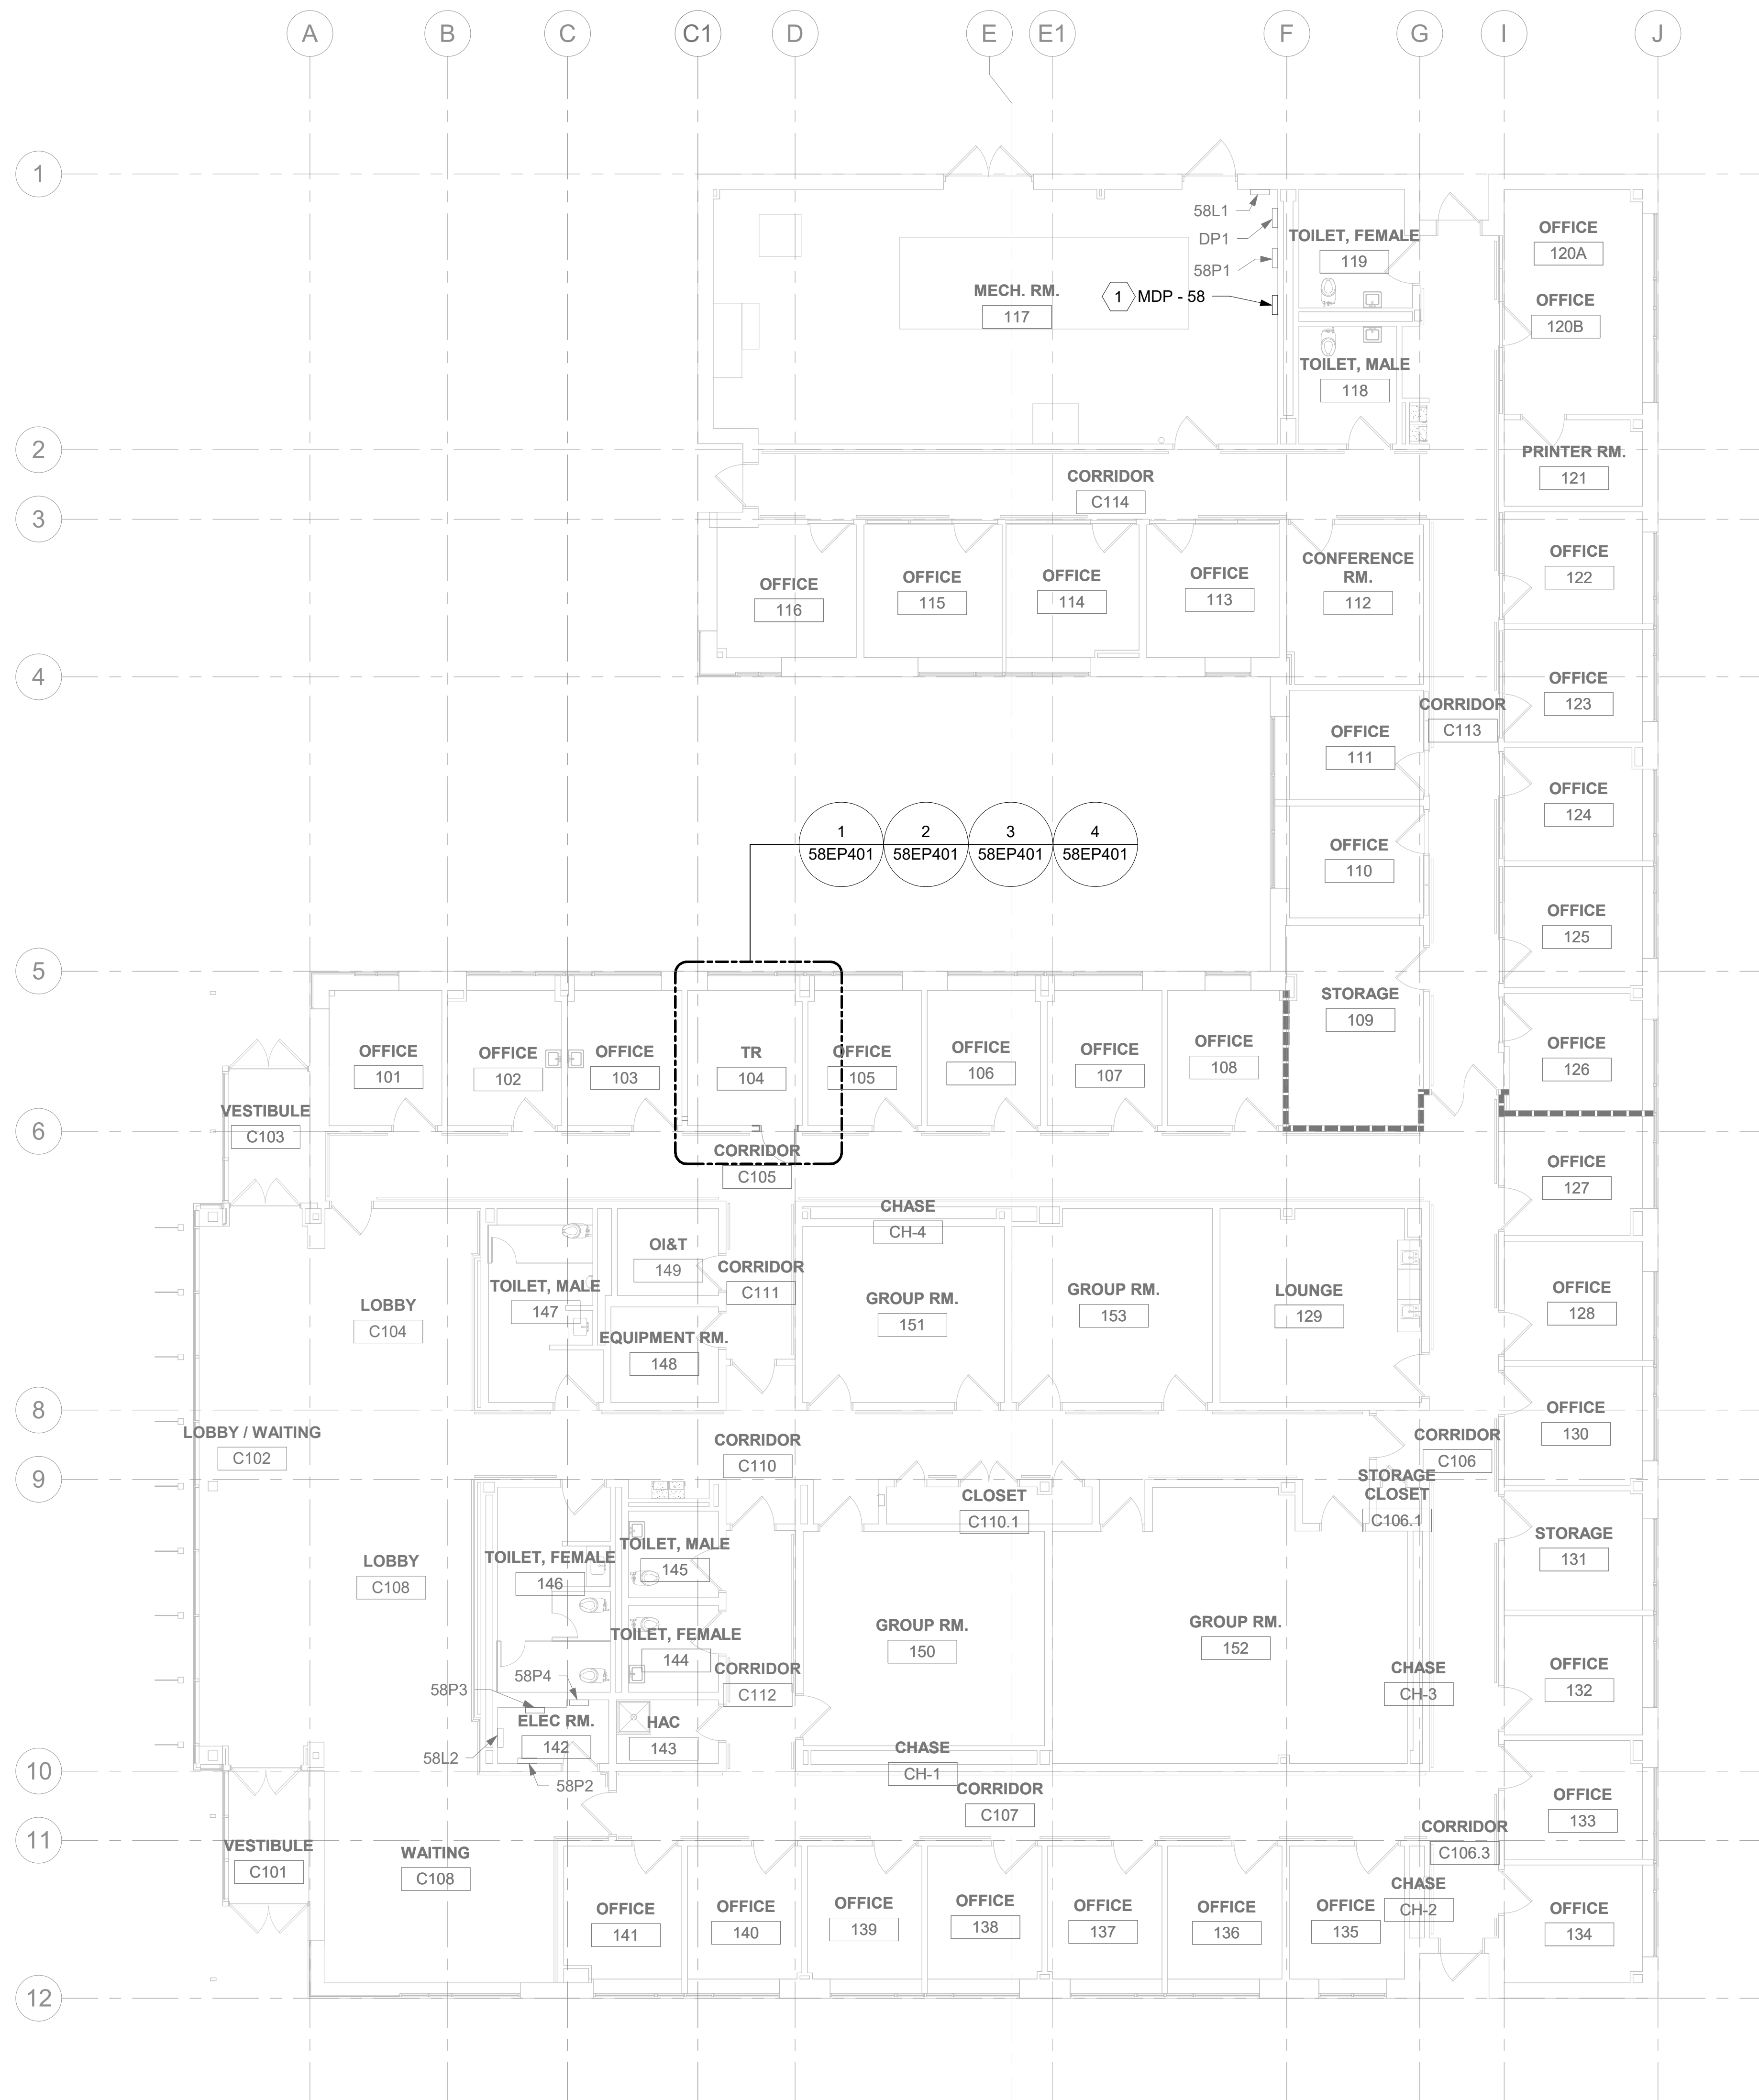 A
B
C
C1
D
E
E1
F
G
I
J
1
58L1
DP1
58P1
1
MDP - 58
MECH. RM.
117
TOILET, FEMALE
119
TOILET, MALE
118
OFFICE
120A
OFFICE
120B
2
PRINTER RM.
121
CORRIDOR
C114
3
OFFICE
116
OFFICE
115
OFFICE
114
OFFICE
113
CONFERENCE
RM.
112
OFFICE
122
4
OFFICE
123
CORRIDOR
C113
OFFICE
111
OFFICE
124
1
58EP401
2
58EP401
3
58EP401
4
58EP401
OFFICE
110
OFFICE
125
5
STORAGE
109
OFFICE
101
OFFICE
102
OFFICE
103
TR
104
OFFICE
105
OFFICE
106
OFFICE
107
OFFICE
108
OFFICE
126
VESTIBULE
C103
6
CORRIDOR
C105
OFFICE
127
CHASE
CH-4
OI&T
149
TOILET, MALE
147
CORRIDOR
C111
LOBBY
C104
EQUIPMENT RM.
148
GROUP RM.
151
GROUP RM.
153
LOUNGE
129
OFFICE
128
8
LOBBY / WAITING
C102
CORRIDOR
C110
CORRIDOR
C106
OFFICE
130
9
CLOSET
C110.1
STORAGE
CLOSET
C106.1
STORAGE
131
LOBBY
C108
TOILET, FEMALE
146
TOILET, MALE
145
TOILET, FEMALE
144
GROUP RM.
150
GROUP RM.
152
CORRIDOR
C112
CHASE
CH-3
OFFICE
132
58P4
58P3
ELEC RM.
142
HAC
143
58L2
58P2
10
CHASE
CH-1
CORRIDOR
C107
OFFICE
133
11
VESTIBULE
C101
WAITING
C108
CORRIDOR
C106.3
CHASE
CH-2
OFFICE
141
OFFICE
140
OFFICE
139
OFFICE
138
OFFICE
137
OFFICE
136
OFFICE
135
OFFICE
134
12